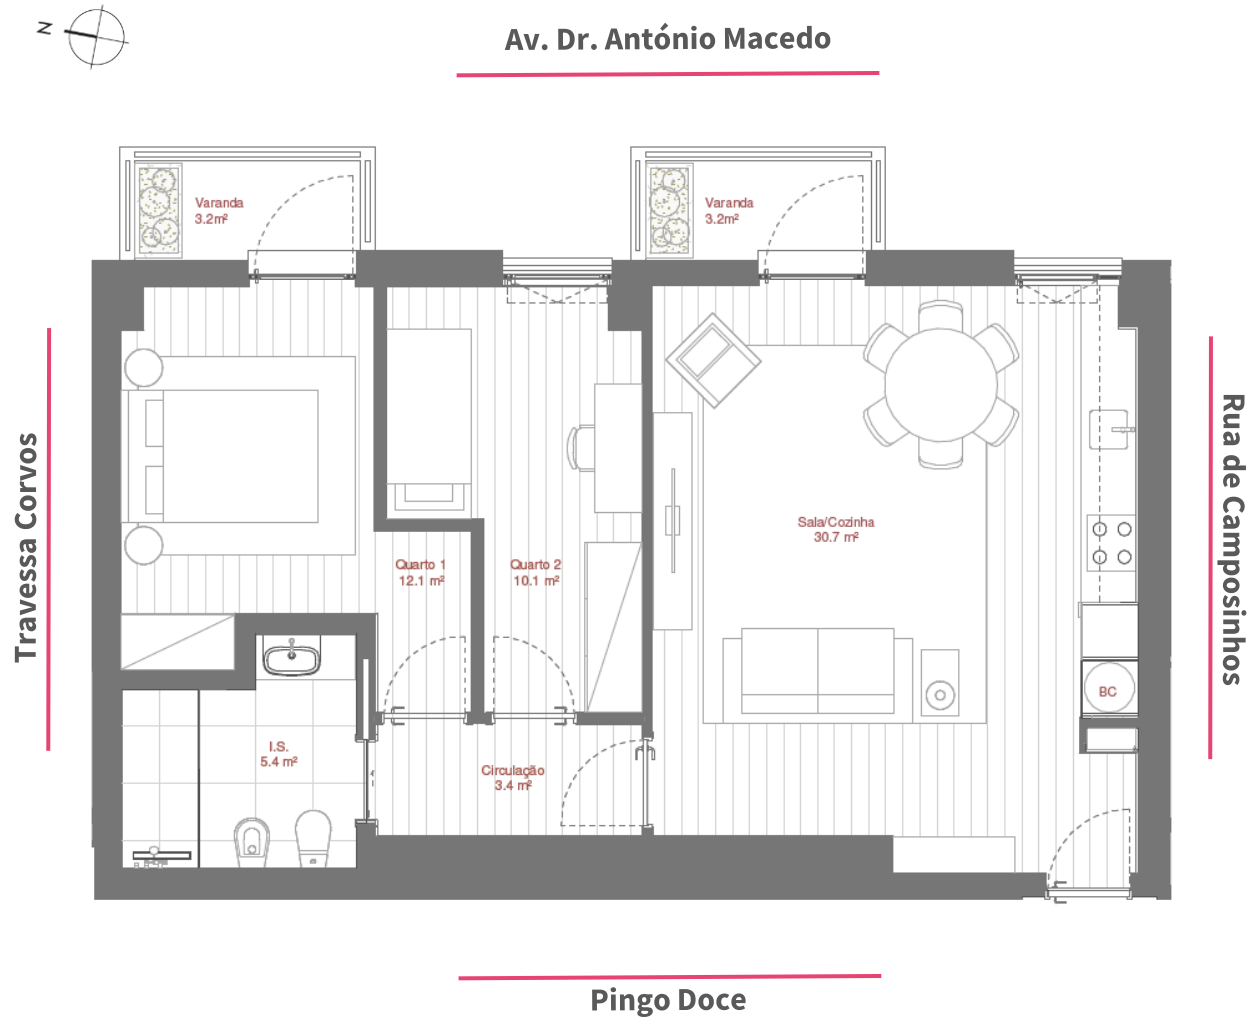 N
Av. Dr. António Macedo
Varanda
3.2m²
Varanda
3.2m²
Travessa Corvos
Rua de Camposinhos
Sala/Cozinha
30.7 m²
Quarto 1
12.1 m²
Quarto 2
10.1 m²
BC
I.S.
5.4 m²
Circulação
3.4 m²
Pingo Doce